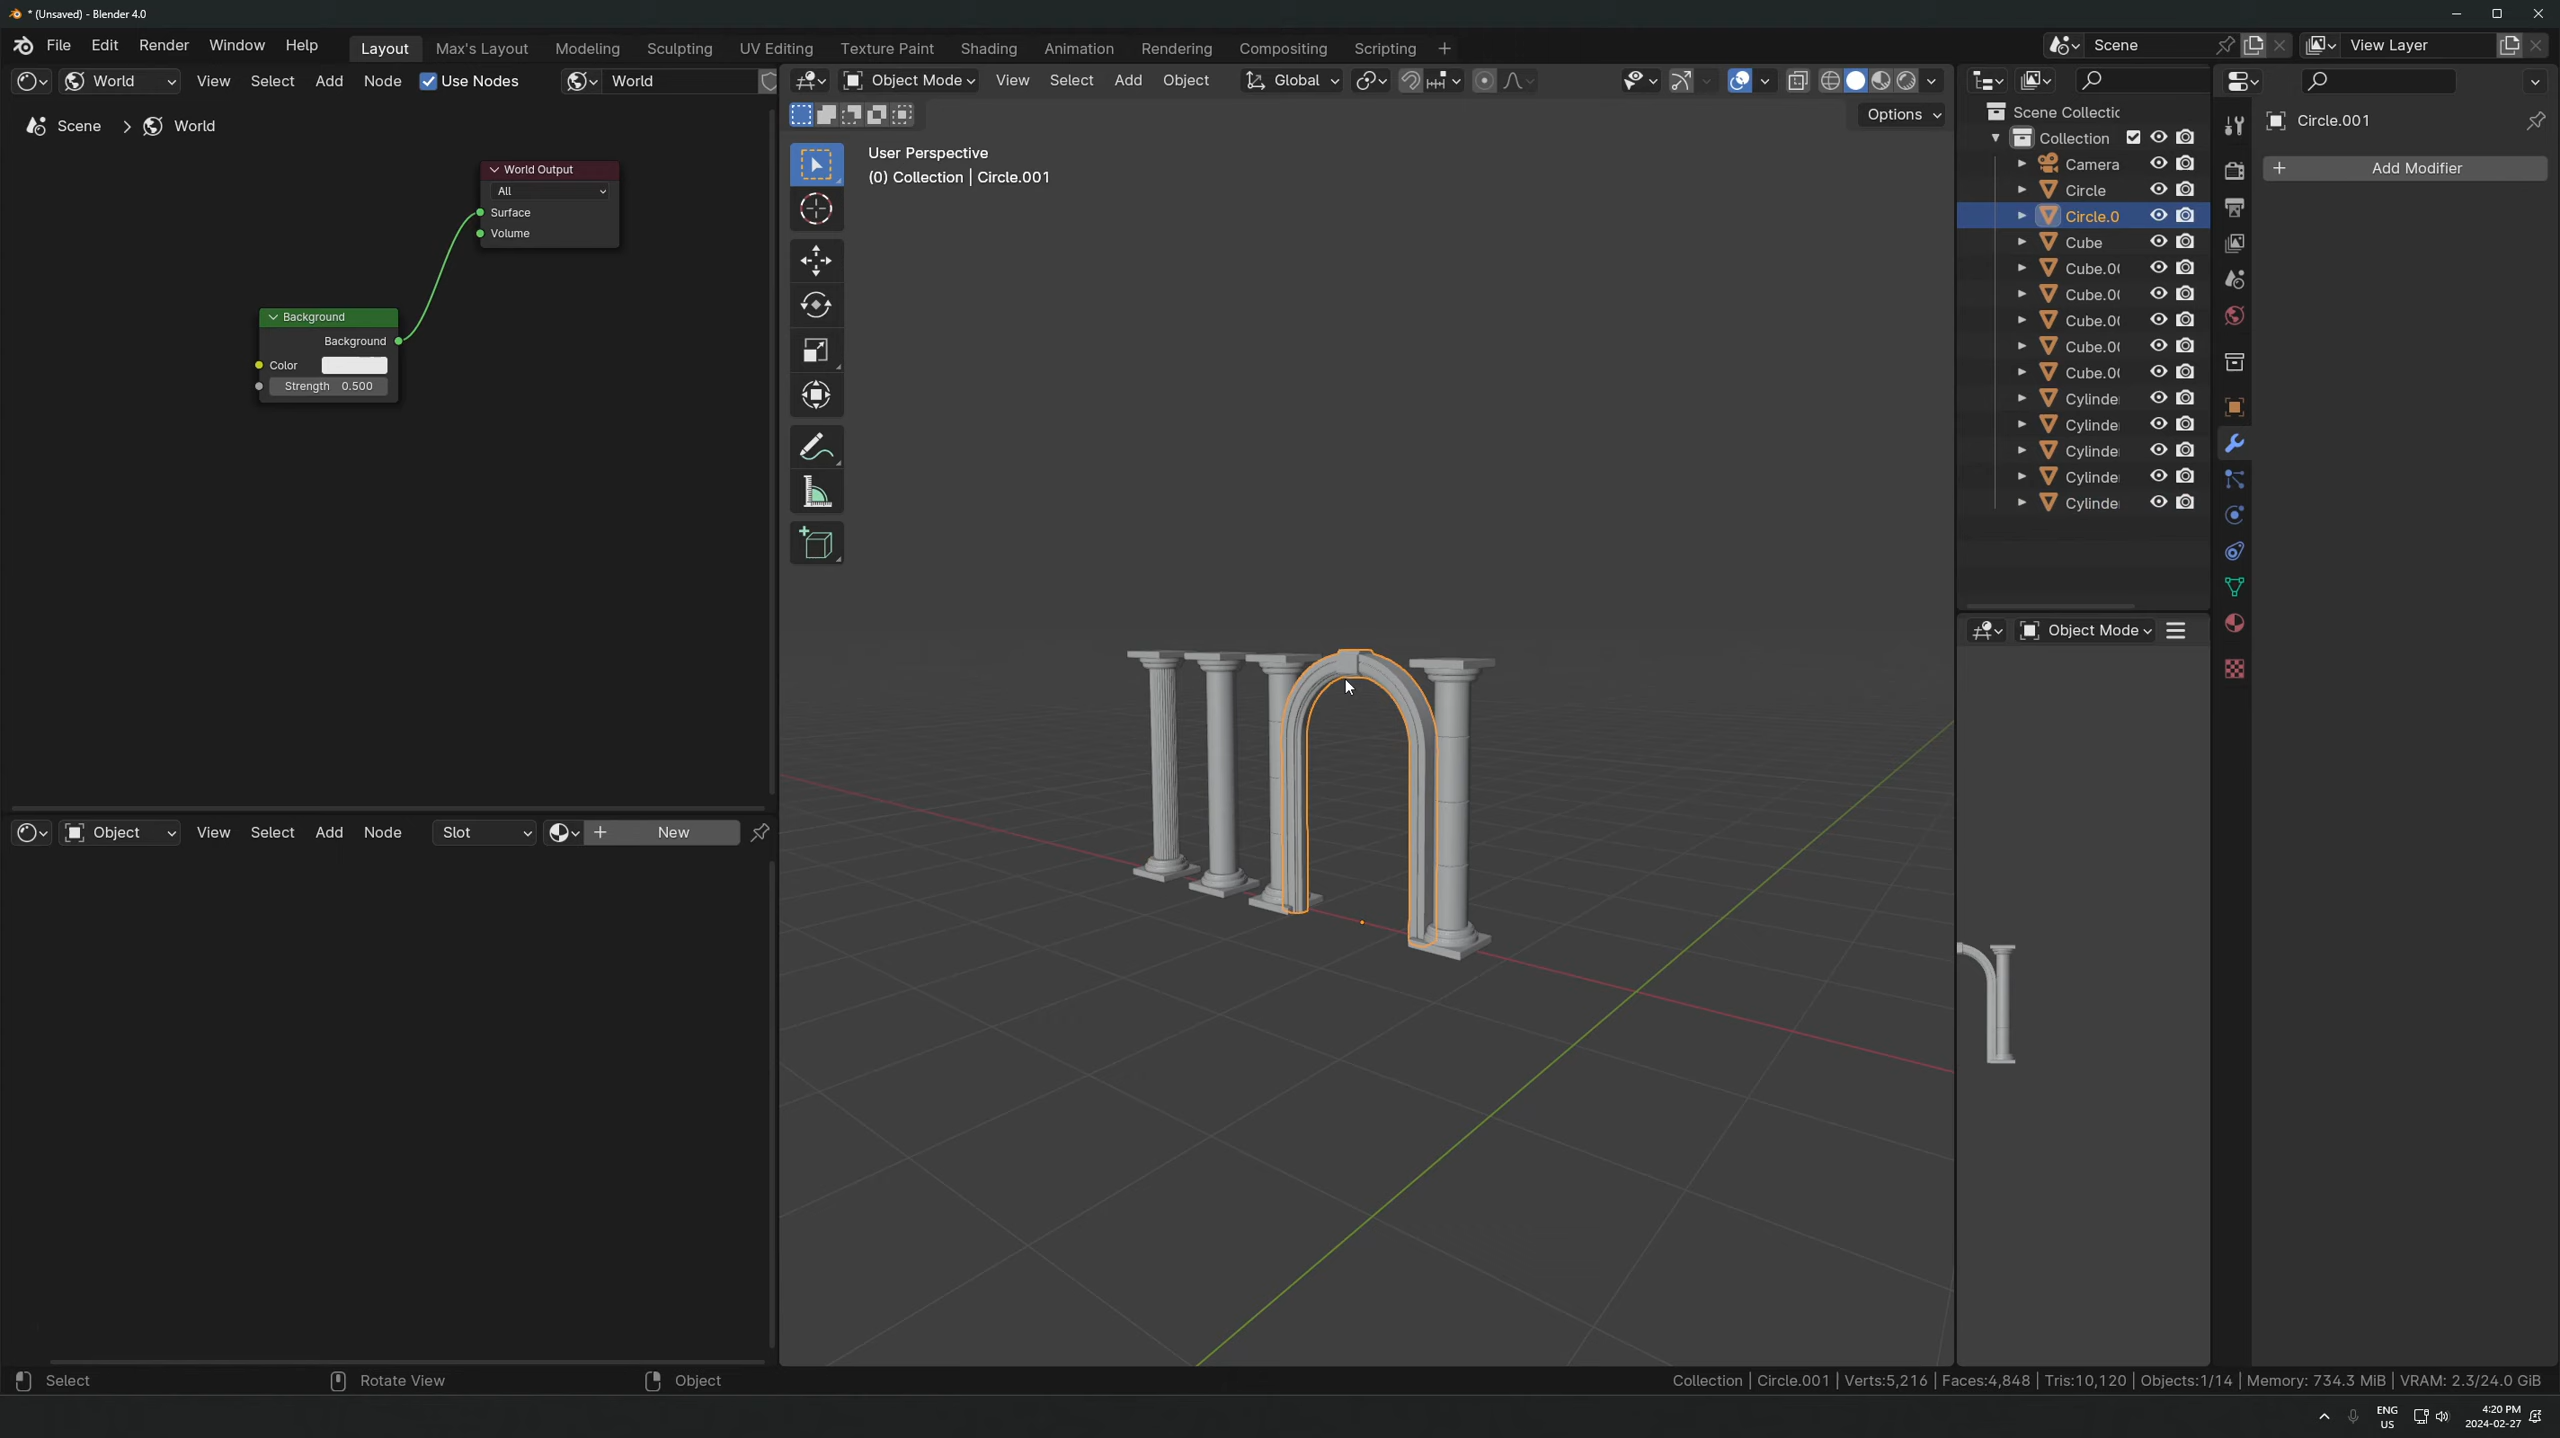 * (Unsaved) - Blender 4.0
File Edit Render Window Help Layout Max's Layout Modeling Sculpting UV Editing Texture Paint Shading Animation Rendering Compositing Scripting + Scene View Layer
World View Select Add Node Use Nodes World
Object Mode View Select Add Object Global
Options
Scene > World
World Output
All
Surface
Volume
Background
Background
Color
Strength 0.500
User Perspective
(0) Collection | Circle.001
Scene Collectic
Collection
Camera
Circle
Circle.0
Cube
Cube.00
Cube.00
Cube.00
Cube.00
Cube.00
Cylinde
Cylinde
Cylinde
Cylinde
Cylinde
Circle.001
+ Add Modifier
Object Mode
Object View Select Add Node Slot + New
Select Rotate View Object
Collection | Circle.001 | Verts:5,216 | Faces:4,848 | Tris:10,120 | Objects:1/14 | Memory: 734.3 MiB | VRAM: 2.3/24.0 GiB
ENG
US
4:20 PM
2024-02-27